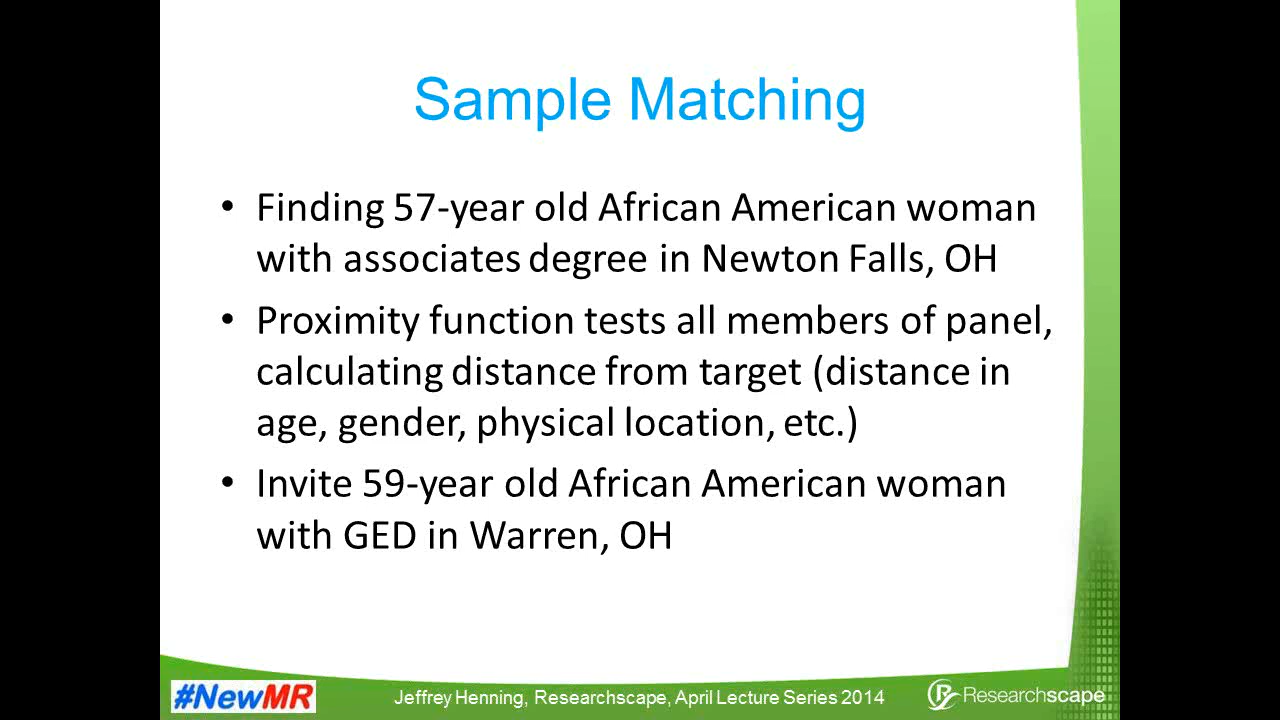 Sample Matching
• Finding 57-year old African American woman
with associates degree in Newton Falls, OH
• Proximity function tests all members of panel,
calculating distance from target (distance in
age, gender, physical location, etc.)
• Invite 59-year old African American woman
with GED in Warren, OH
#NewMR
Jeffrey Henning, Researchscape, April Lecture Series 2014
Researchscape